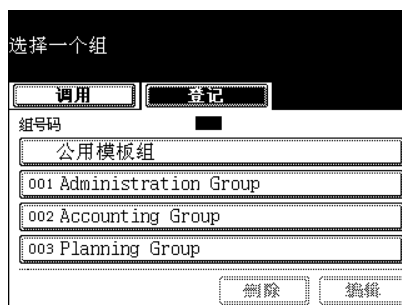 选择一个组
调用 登记
组号码
公用模板组
001 Administration Group
002 Accounting Group
003 Planning Group
删除 编辑